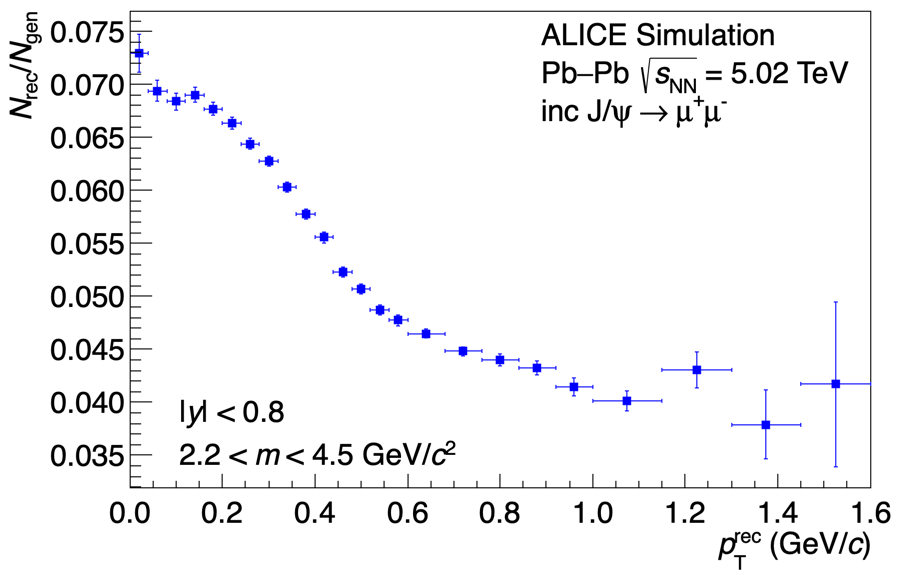 N_rec/N_gen
0.075
0.070
0.065
0.060
0.055
0.050
0.045
0.040
0.035
ALICE Simulation
Pb–Pb √s_NN = 5.02 TeV
inc J/ψ → μ⁺μ⁻
|y| < 0.8
2.2 < m < 4.5 GeV/c²
0.0 0.2 0.4 0.6 0.8 1.0 1.2 1.4 1.6
p_T^rec (GeV/c)